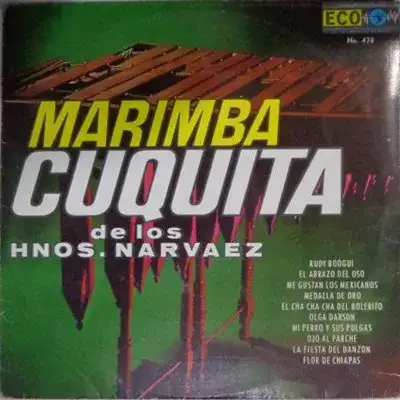 ECO
No. 478
MARIMBA
CUQUITA
de los
HNOS. NARVAEZ
RUDY BOOGUI
EL ABRAZO DEL OSO
ME GUSTAN LOS MEXICANOS
MEDALLA DE ORO
EL CHA CHA CHA DEL BOLERITO
OLGA DARSON
MI PERRO Y SUS PULGAS
OJO AL PARCHE
LA FIESTA DEL DANZON
FLOR DE CHIAPAS